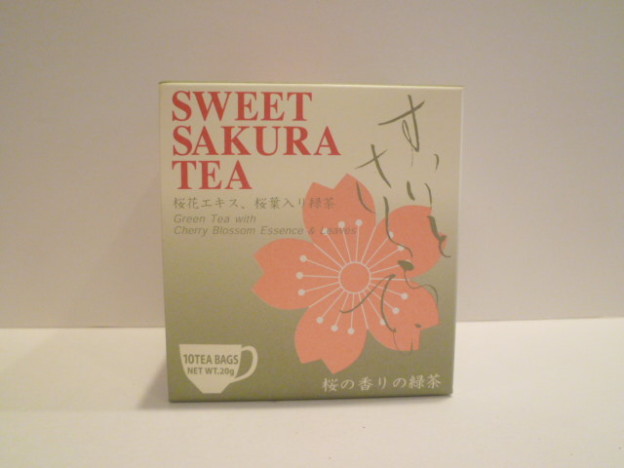 SWEET
SAKURA
TEA
桜花エキス、桜葉入り緑茶
Green Tea with
Cherry Blossom Essence & Leaves
すいーと
さくらてぃ
10TEA BAGS
NET WT.20g
桜の香りの緑茶